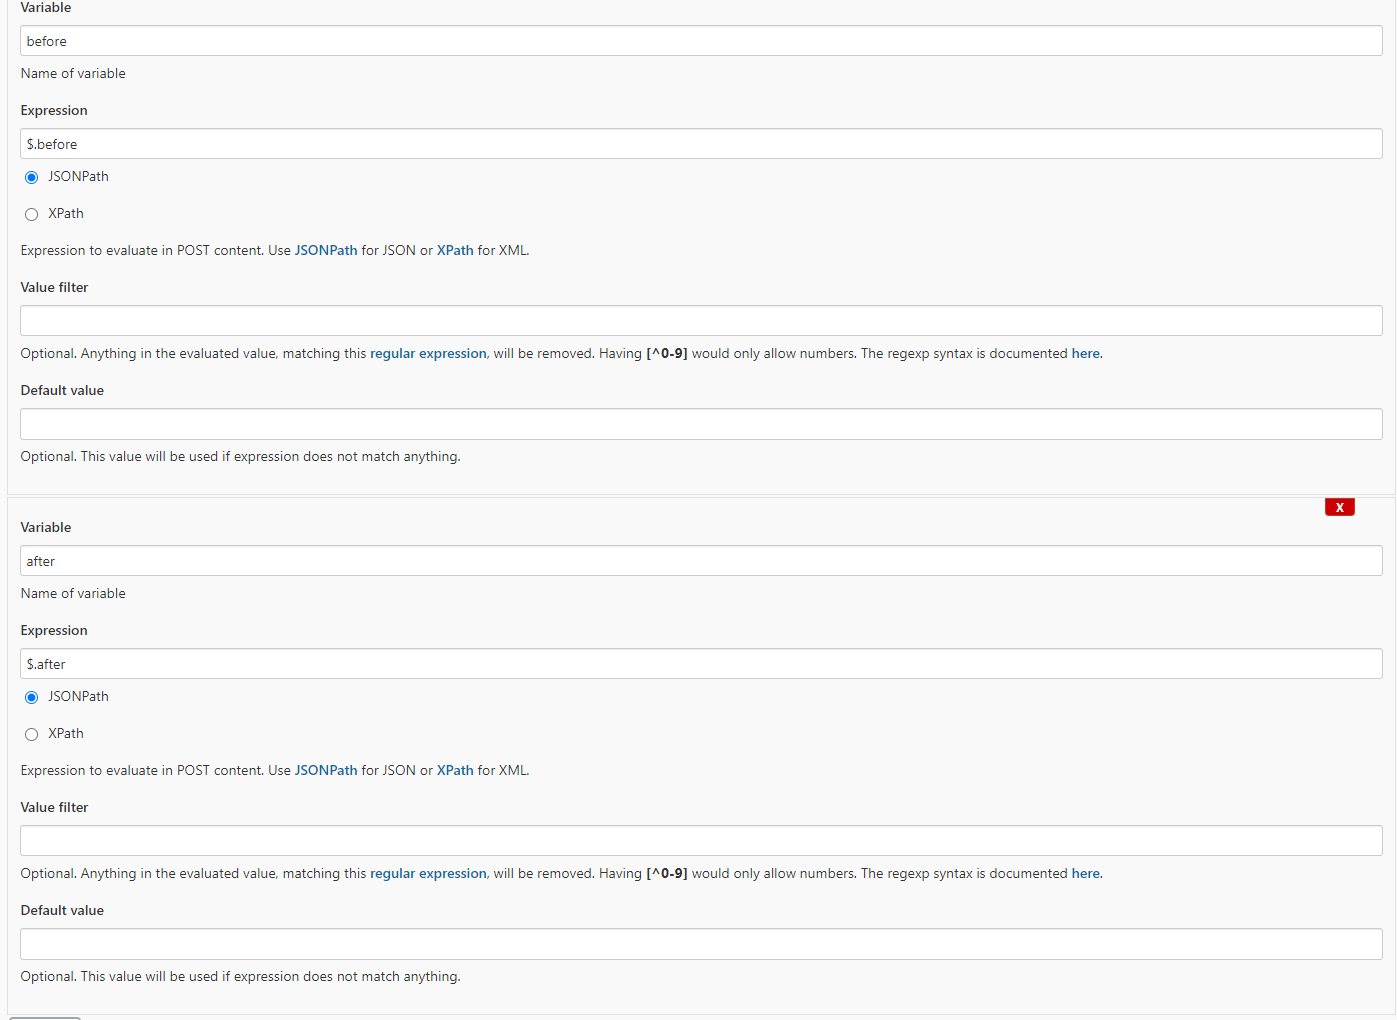 Variable
before
Name of variable
Expression
$.before
JSONPath
XPath
Expression to evaluate in POST content. Use JSONPath for JSON or XPath for XML.
Value filter
Optional. Anything in the evaluated value, matching this regular expression, will be removed. Having [^0-9] would only allow numbers. The regexp syntax is documented here.
Default value
Optional. This value will be used if expression does not match anything.
X
Variable
after
Name of variable
Expression
$.after
JSONPath
XPath
Expression to evaluate in POST content. Use JSONPath for JSON or XPath for XML.
Value filter
Optional. Anything in the evaluated value, matching this regular expression, will be removed. Having [^0-9] would only allow numbers. The regexp syntax is documented here.
Default value
Optional. This value will be used if expression does not match anything.